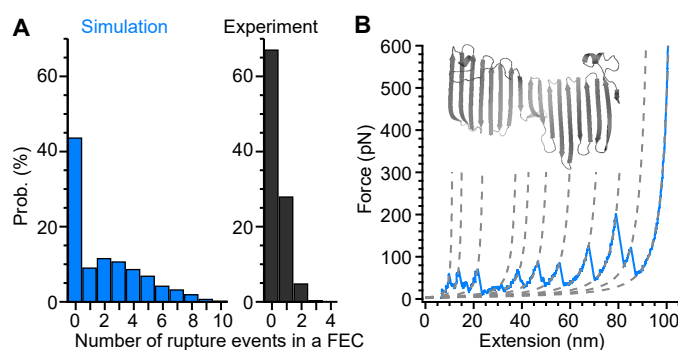 A
Simulation
Experiment
Prob. (%)
60
40
20
0
0 2 4 6 8 10
60
40
20
0
0 2 4
Number of rupture events in a FEC
B
Force (pN)
600
500
400
300
200
100
0
0 20 40 60 80 100
Extension (nm)